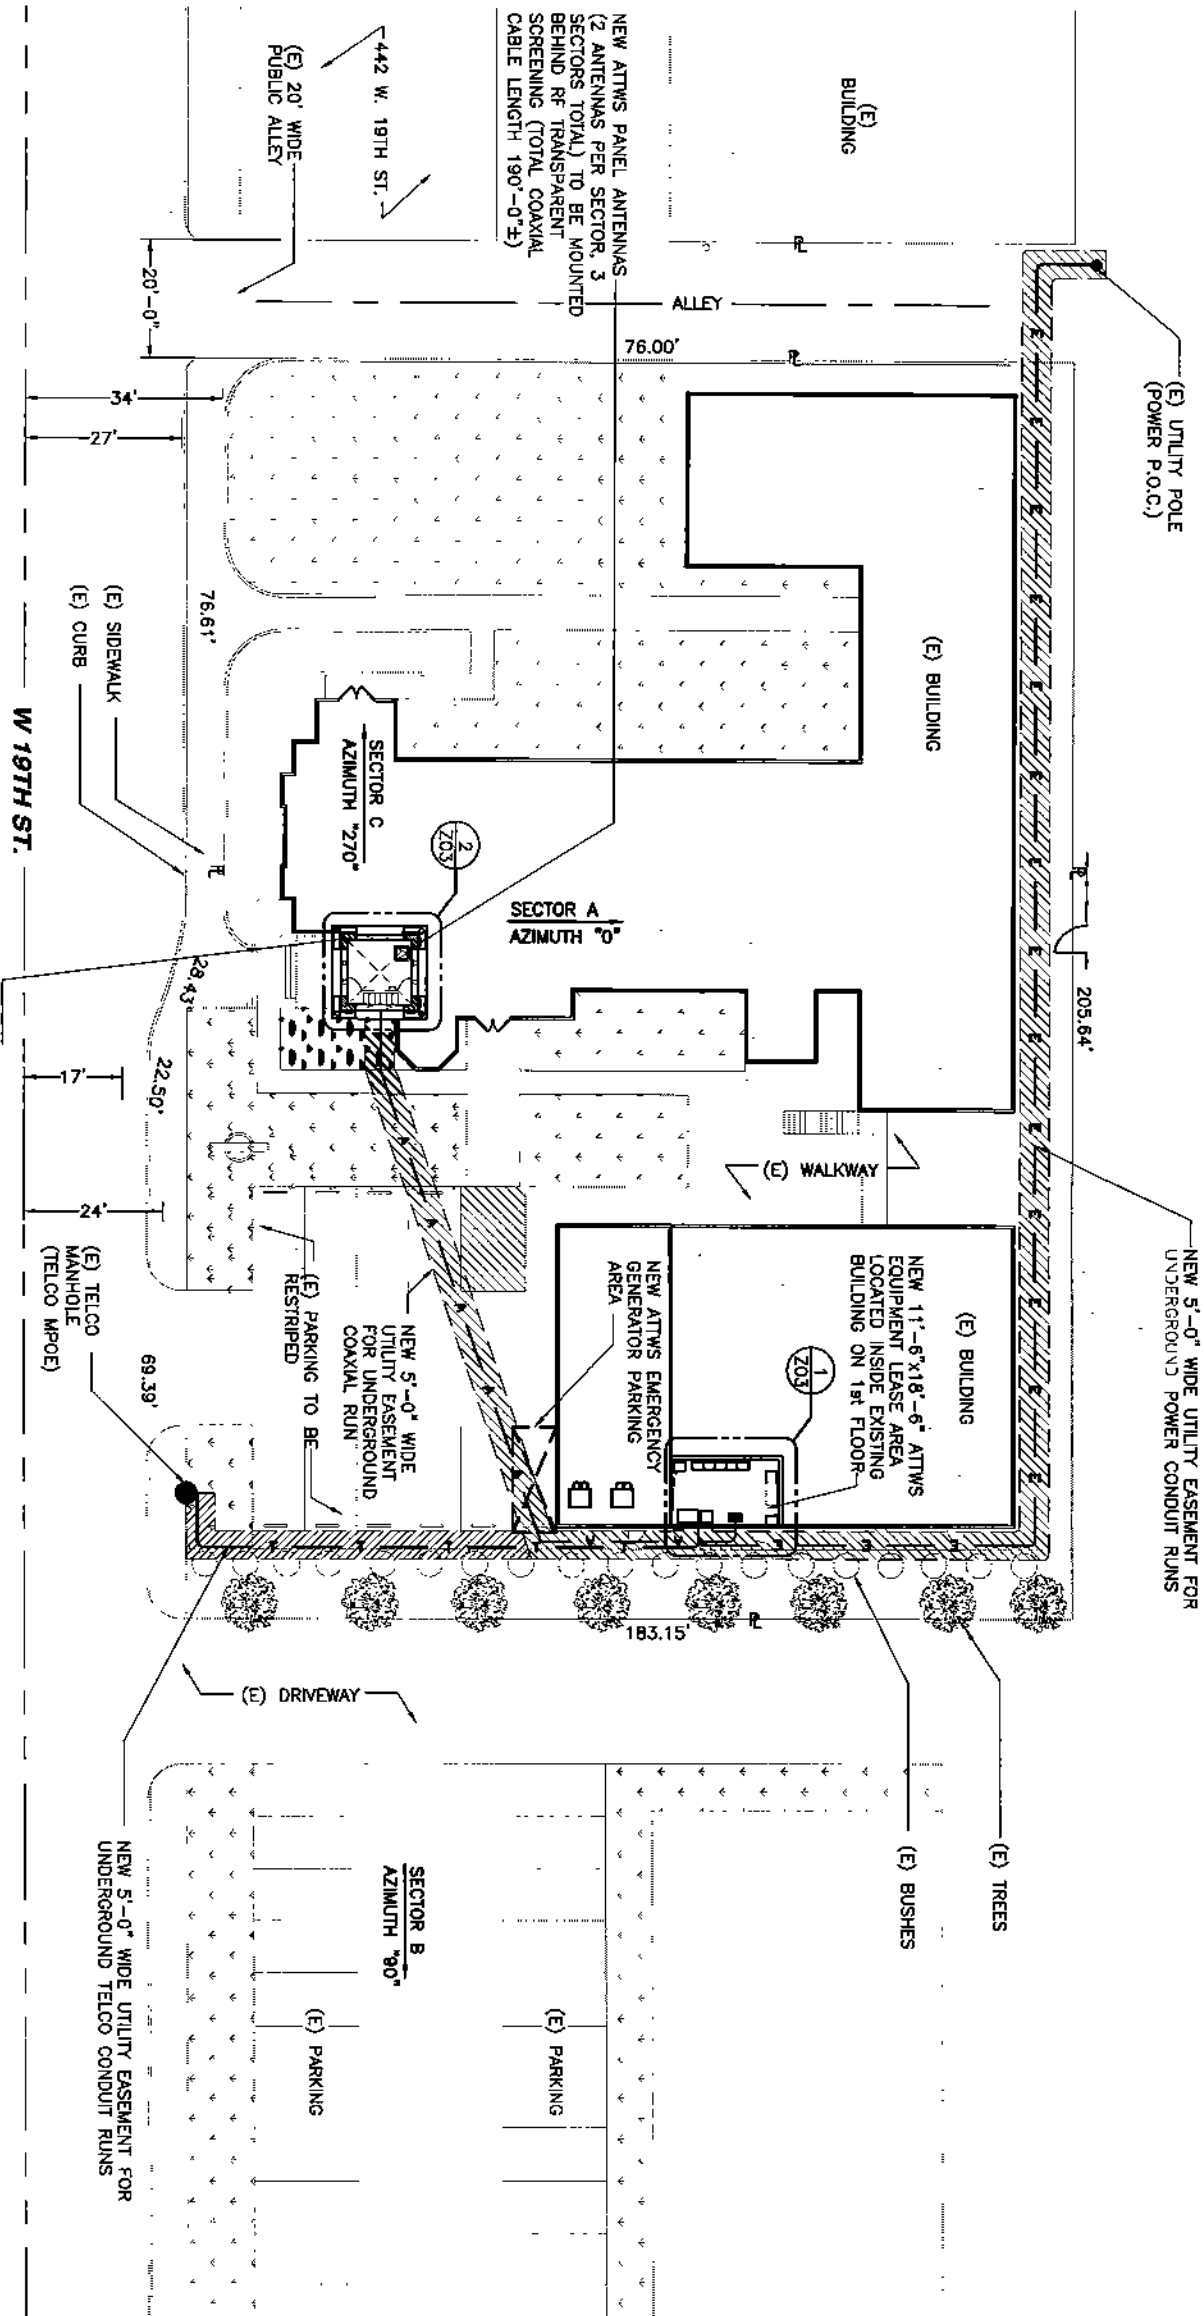 NEW ATTWS PANEL ANTENNAS
(2 ANTENNAS PER SECTOR, 3
SECTORS TOTAL) TO BE MOUNTED
BEHIND RF TRANSPARENT
SCREENING (TOTAL COAXIAL
CABLE LENGTH 190'-0"±)
(E)
BUILDING
442 W. 19TH ST.
(E) 20' WIDE
PUBLIC ALLEY
20'-0"
ALLEY
PL
76.00'
PL
(E) UTILITY POLE
(POWER P.O.C.)
34'
27'
76.61'
(E) SIDEWALK
(E) CURB
W 19TH ST.
(E) BUILDING
SECTOR C
AZIMUTH "270"
2
Z03
SECTOR A
AZIMUTH "0"
PL
PL
205.64'
28.43'
22.50'
17'
24'
(E) WALKWAY
NEW 5'-0" WIDE UTILITY EASEMENT FOR
UNDERGROUND POWER CONDUIT RUNS
(E) TELCO
MANHOLE
(TELCO MPOE)
69.39'
(E) PARKING TO BE
RESTRIPED
NEW 5'-0" WIDE
UTILITY EASEMENT
FOR UNDERGROUND
COAXIAL RUN
NEW ATTWS EMERGENCY
GENERATOR PARKING
AREA
NEW 11'-6"x18'-6" ATTWS
EQUIPMENT LEASE AREA
LOCATED INSIDE EXISTING
BUILDING ON 1st FLOOR
1
Z03
(E) BUILDING
183.15'
PL
(E) DRIVEWAY
(E) TREES
(E) BUSHES
NEW 5'-0" WIDE UTILITY EASEMENT FOR
UNDERGROUND TELCO CONDUIT RUNS
SECTOR B
AZIMUTH "90"
(E) PARKING
(E) PARKING